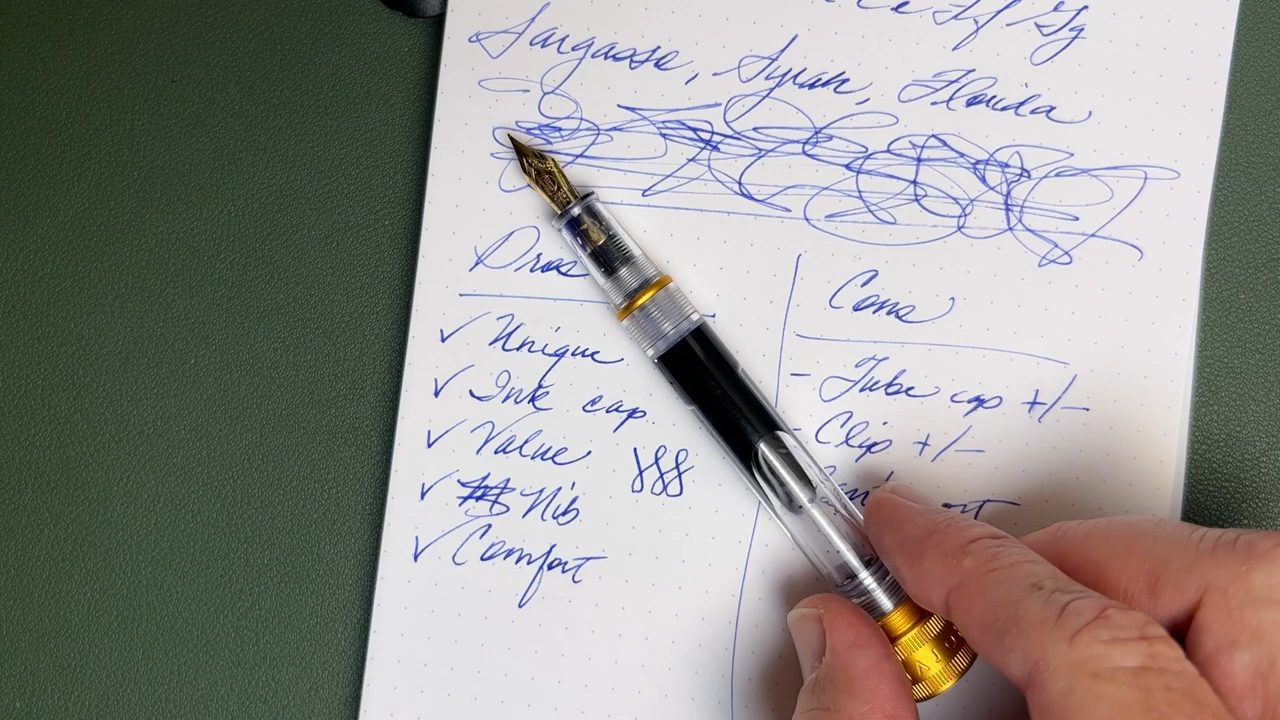 Sargasso, Syrah, Florida
Pros
✓ Unique
✓ Ink cap.
✓ Value
✓ Nib
✓ Comfort
Cons
- Tube cap +/-
- Clip +/-